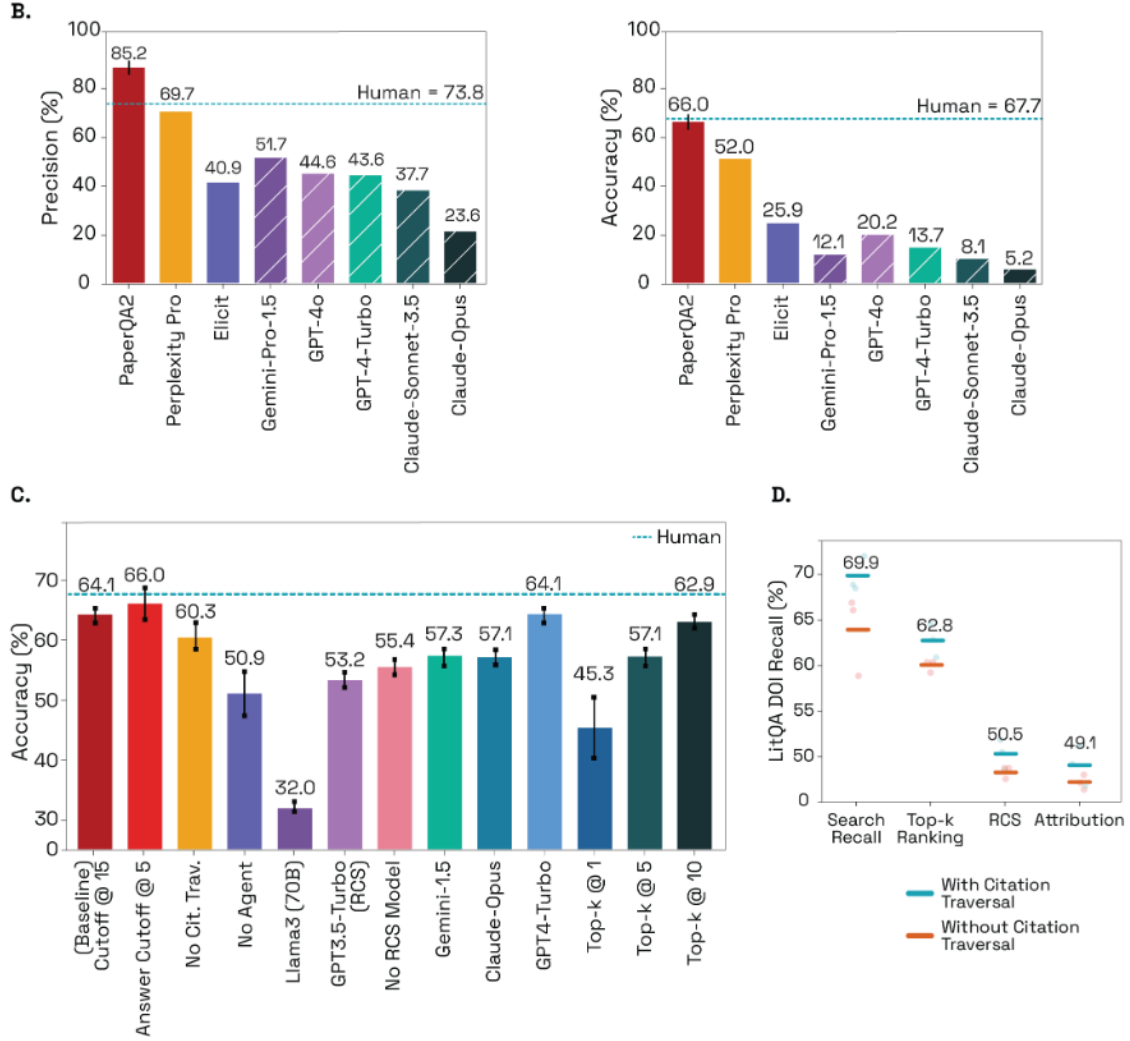 B.
100
80
60
40
20
0
Precision (%)
85.2
69.7
40.9
51.7
44.6
43.6
37.7
23.6
Human = 73.8
PaperQA2
Perplexity Pro
Elicit
Gemini-Pro-1.5
GPT-4o
GPT-4-Turbo
Claude-Sonnet-3.5
Claude-Opus
100
80
60
40
20
0
Accuracy (%)
66.0
52.0
25.9
12.1
20.2
13.7
8.1
5.2
Human = 67.7
PaperQA2
Perplexity Pro
Elicit
Gemini-Pro-1.5
GPT-4o
GPT-4-Turbo
Claude-Sonnet-3.5
Claude-Opus
C.
70
60
50
40
30
0
Accuracy (%)
Human
64.1
66.0
60.3
50.9
32.0
53.2
55.4
57.3
57.1
64.1
45.3
57.1
62.9
(Baseline)
Cutoff @ 15
Answer Cutoff @ 5
No Cit. Trav.
No Agent
Llama3 (70B)
GPT3.5-Turbo
(RCS)
No RCS Model
Gemini-1.5
Claude-Opus
GPT4-Turbo
Top-k @ 1
Top-k @ 5
Top-k @ 10
D.
70
65
60
55
50
0
LitQA DOI Recall (%)
69.9
62.8
50.5
49.1
Search
Recall
Top-k
Ranking
RCS
Attribution
With Citation
Traversal
Without Citation
Traversal